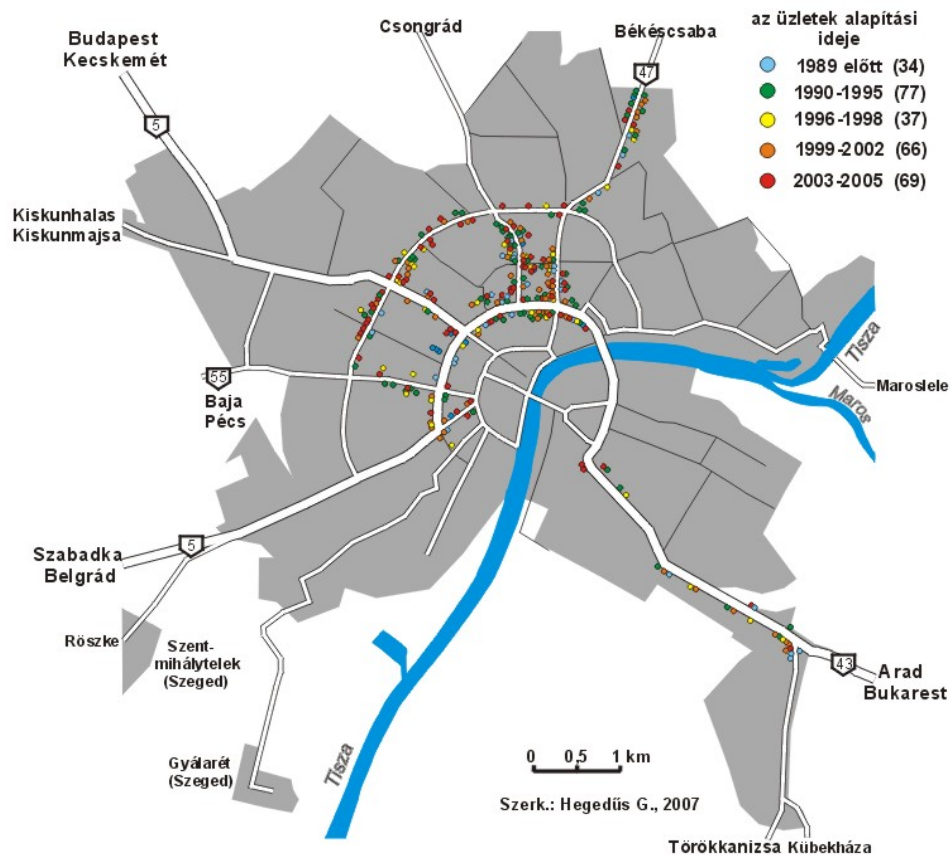 az üzletek alapítási
ideje
1989 előtt (34)
1990-1995 (77)
1996-1998 (37)
1999-2002 (66)
2003-2005 (69)
Csongrád
Békéscsaba
47
Budapest
Kecskemét
5
Kiskunhalas
Kiskunmajsa
55
Baja
Pécs
Tisza
Maroslele
Maros
Szabadka
Belgrád
5
Röszke
Szent-
mihálytelek
(Szeged)
43
Arad
Bukarest
Gyálarét
(Szeged)
Tisza
0 0,5 1 km
Szerk.: Hegedűs G., 2007
Törökkanizsa Kübekháza